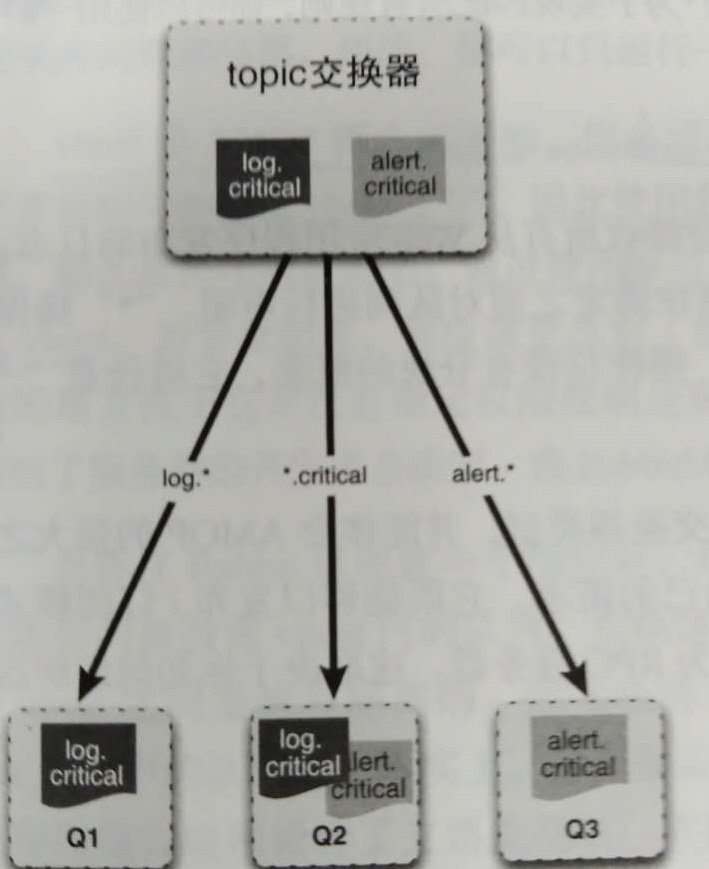 topic交换器
log.
critical
alert.
critical
log.*
*.critical
alert.*
log.
critical
Q1
log.
critical
lert.
critical
Q2
alert.
critical
Q3